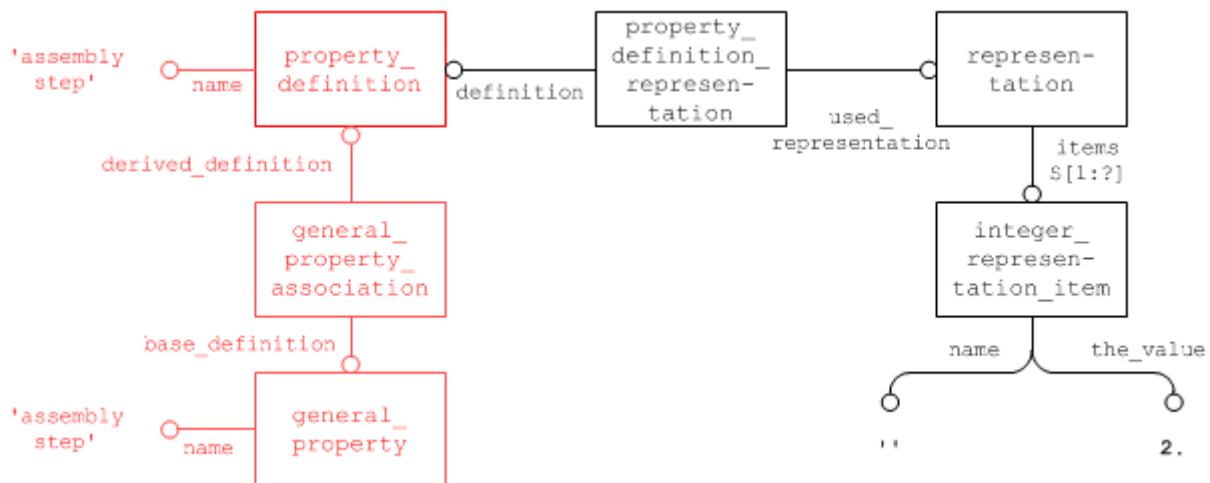 'assembly
step'
name
property_
definition
definition
property_
definition_
represen-
tation
used_
representation
represen-
tation
items
S[1:?]
derived_definition
general_
property_
association
integer_
represen-
tation_item
base_definition
name
the_value
'assembly
step'
name
general_
property
''
2.